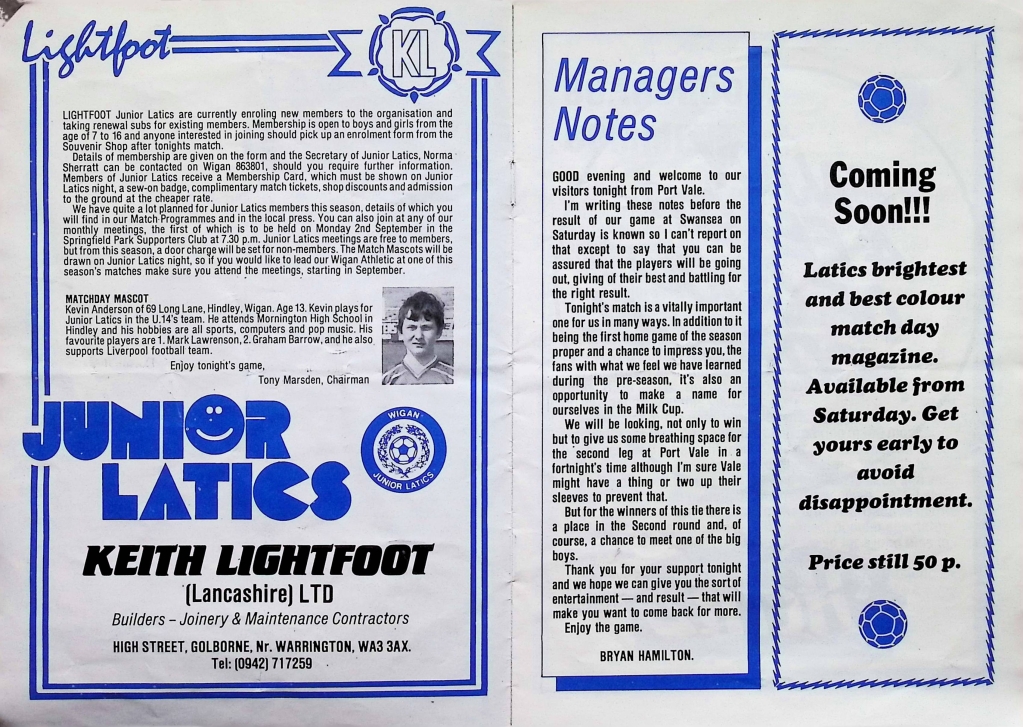 Lightfoot
KL
LIGHTFOOT Junior Latics are currently enroling new members to the organisation and
taking renewal subs for existing members. Membership is open to boys and girls from the
age of 7 to 16 and anyone interested in joining should pick up an enrolment form from the
Souvenir Shop after tonights match.
Details of membership are given on the form and the Secretary of Junior Latics, Norma
Sherratt can be contacted on Wigan 863801, should you require further information.
Members of Junior Latics receive a Membership Card, which must be shown on Junior
Latics night, a sew-on badge, complimentary match tickets, shop discounts and admission
to the ground at the cheaper rate.
We have quite a lot planned for Junior Latics members this season, details of which you
will find in our Match Programmes and in the local press. You can also join at any of our
monthly meetings, the first of which is to be held on Monday 2nd September in the
Springfield Park Supporters Club at 7.30 p.m. Junior Latics meetings are free to members,
but from this season, a door charge will be set for non-members. The Match Mascots will be
drawn on Junior Latics night, so if you would like to lead our Wigan Athletic at one of this
season's matches make sure you attend the meetings, starting in September.
MATCHDAY MASCOT
Kevin Anderson of 69 Long Lane, Hindley, Wigan. Age 13. Kevin plays for
Junior Latics in the U.14's team. He attends Mornington High School in
Hindley and his hobbies are all sports, computers and pop music. His
favourite players are 1. Mark Lawrenson, 2. Graham Barrow, and he also
supports Liverpool football team.
Enjoy tonight's game,
Tony Marsden, Chairman
JUNIOR
LATICS
WIGAN
JUNIOR LATICS
KEITH LIGHTFOOT
(Lancashire) LTD
Builders – Joinery & Maintenance Contractors
HIGH STREET, GOLBORNE, Nr. WARRINGTON, WA3 3AX.
Tel: (0942) 717259
Managers
Notes
GOOD evening and welcome to our
visitors tonight from Port Vale.
I'm writing these notes before the
result of our game at Swansea on
Saturday is known so I can't report on
that except to say that you can be
assured that the players will be going
out, giving of their best and battling for
the right result.
Tonight's match is a vitally important
one for us in many ways. In addition to it
being the first home game of the season
proper and a chance to impress you, the
fans with what we feel we have learned
during the pre-season, it's also an
opportunity to make a name for
ourselves in the Milk Cup.
We will be looking, not only to win
but to give us some breathing space for
the second leg at Port Vale in a
fortnight's time although I'm sure Vale
might have a thing or two up their
sleeves to prevent that.
But for the winners of this tie there is
a place in the Second round and, of
course, a chance to meet one of the big
boys.
Thank you for your support tonight
and we hope we can give you the sort of
entertainment — and result — that will
make you want to come back for more.
Enjoy the game.
BRYAN HAMILTON.
Coming
Soon!!!
Latics brightest
and best colour
match day
magazine.
Available from
Saturday. Get
yours early to
avoid
disappointment.
Price still 50 p.